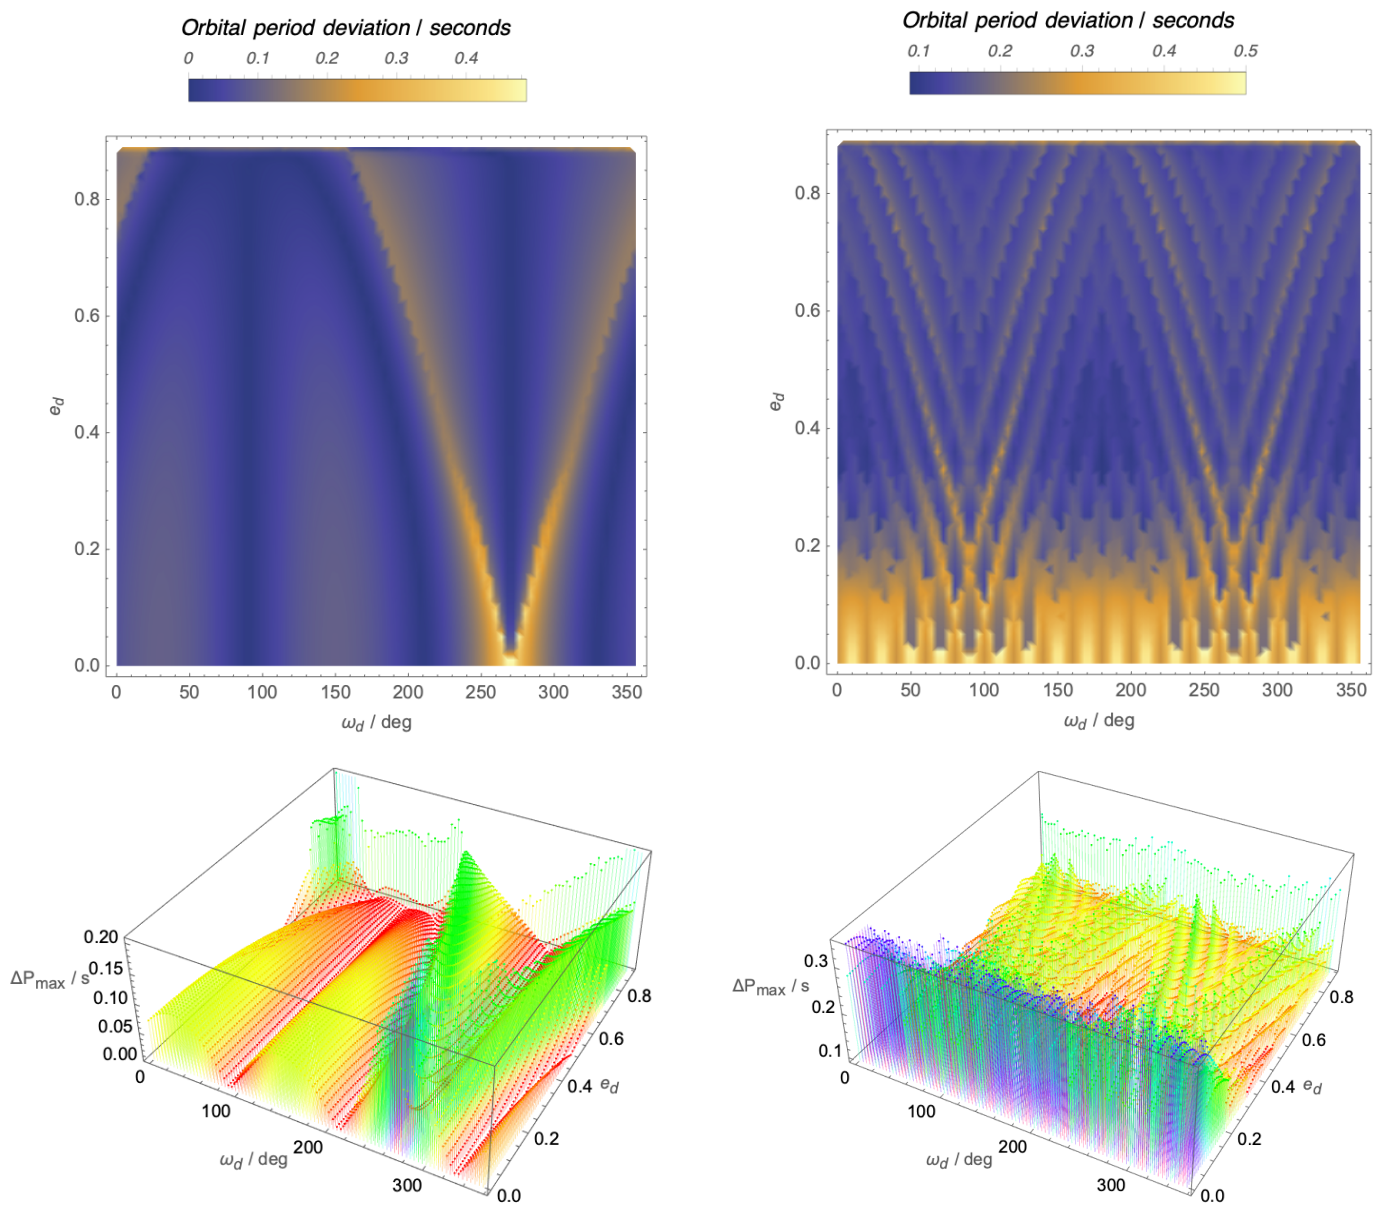 Orbital period deviation / seconds
0 0.1 0.2 0.3 0.4
0.8
0.6
e_d
0.4
0.2
0.0
0 50 100 150 200 250 300 350
ω_d / deg
Orbital period deviation / seconds
0.1 0.2 0.3 0.4 0.5
0.8
0.6
e_d
0.4
0.2
0.0
0 50 100 150 200 250 300 350
ω_d / deg
0.20
0.15
ΔP_max / s
0.10
0.05
0.00
0
100
200
300
ω_d / deg
0.8
0.6
0.4 e_d
0.2
0.0
0.3
ΔP_max / s
0.2
0.1
0
100
200
300
ω_d / deg
0.8
0.6
0.4 e_d
0.2
0.0